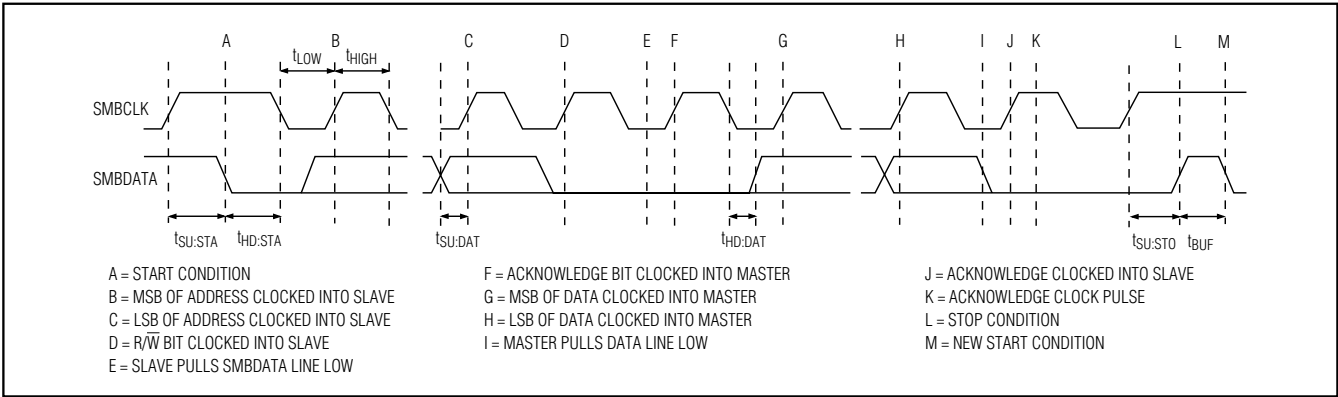 A B C D E F G H I J K L M
tLOW tHIGH
SMBCLK
SMBDATA
tSU:STA tHD:STA tSU:DAT tHD:DAT tSU:STO tBUF
A = START CONDITION
B = MSB OF ADDRESS CLOCKED INTO SLAVE
C = LSB OF ADDRESS CLOCKED INTO SLAVE
D = R/W̅ BIT CLOCKED INTO SLAVE
E = SLAVE PULLS SMBDATA LINE LOW
F = ACKNOWLEDGE BIT CLOCKED INTO MASTER
G = MSB OF DATA CLOCKED INTO MASTER
H = LSB OF DATA CLOCKED INTO MASTER
I = MASTER PULLS DATA LINE LOW
J = ACKNOWLEDGE CLOCKED INTO SLAVE
K = ACKNOWLEDGE CLOCK PULSE
L = STOP CONDITION
M = NEW START CONDITION